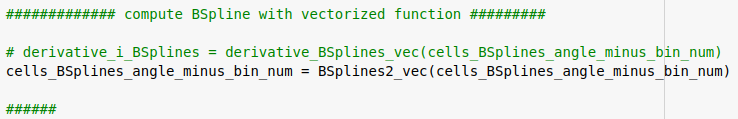 ############# compute BSpline with vectorized function #########
# derivative_i_BSplines = derivative_BSplines_vec(cells_BSplines_angle_minus_bin_num)
cells_BSplines_angle_minus_bin_num = BSplines2_vec(cells_BSplines_angle_minus_bin_num)
######